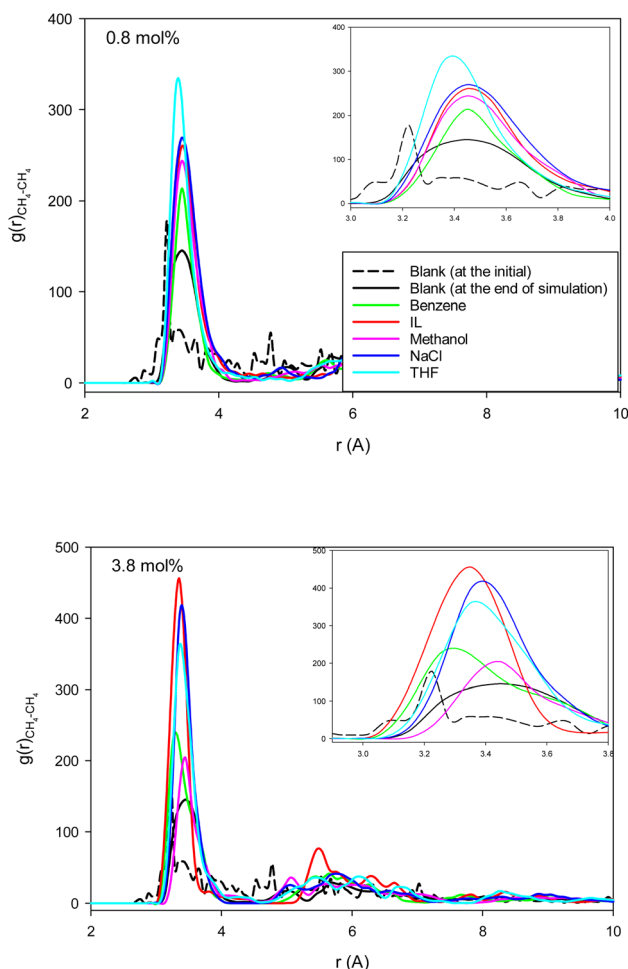 0.8 mol%
400
300
200
100
0
g(r)CH4-CH4
2 4 6 8 10
r (A)
400
300
200
100
0
3.0 3.2 3.4 3.6 3.8 4.0
Blank (at the initial)
Blank (at the end of simulation)
Benzene
IL
Methanol
NaCl
THF
3.8 mol%
500
400
300
200
100
0
g(r)CH4-CH4
2 4 6 8 10
r (A)
500
400
300
200
100
0
3.0 3.2 3.4 3.6 3.8